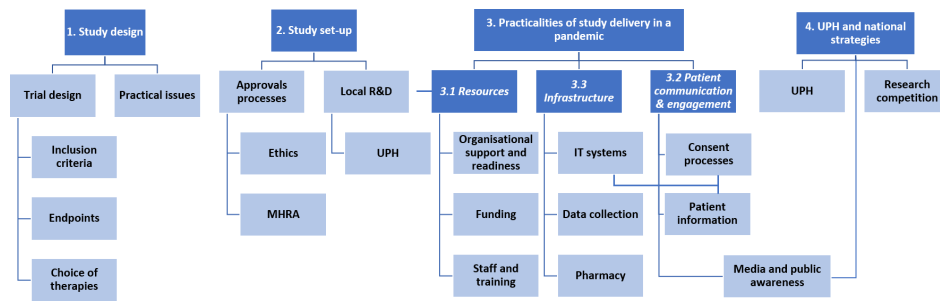 1. Study design
2. Study set-up
3. Practicalities of study delivery in a
pandemic
4. UPH and national
strategies
Trial design
Practical issues
Approvals
processes
Local R&D
3.1 Resources
3.3
Infrastructure
3.2 Patient
communication
& engagement
UPH
Research
competition
Inclusion
criteria
Ethics
UPH
Organisational
support and
readiness
IT systems
Consent
processes
Endpoints
MHRA
Funding
Data collection
Patient
information
Choice of
therapies
Staff and
training
Pharmacy
Media and public
awareness